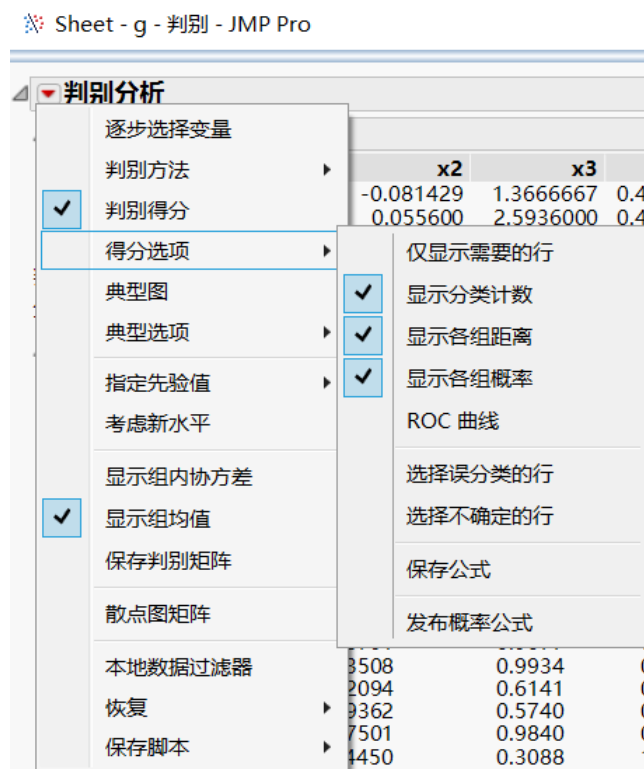 Sheet - g - 判别 - JMP Pro
判别分析
逐步选择变量
判别方法
判别得分
得分选项
典型图
典型选项
指定先验值
考虑新水平
显示组内协方差
显示组均值
保存判别矩阵
散点图矩阵
本地数据过滤器
恢复
保存脚本
x2 x3
-0.081429 1.3666667 0.4
0.055600 2.5936000 0.4
仅显示需要的行
显示分类计数
显示各组距离
显示各组概率
ROC 曲线
选择误分类的行
选择不确定的行
保存公式
发布概率公式
3508 0.9934
2094 0.6141
9362 0.5740
7501 0.9840
4450 0.3088